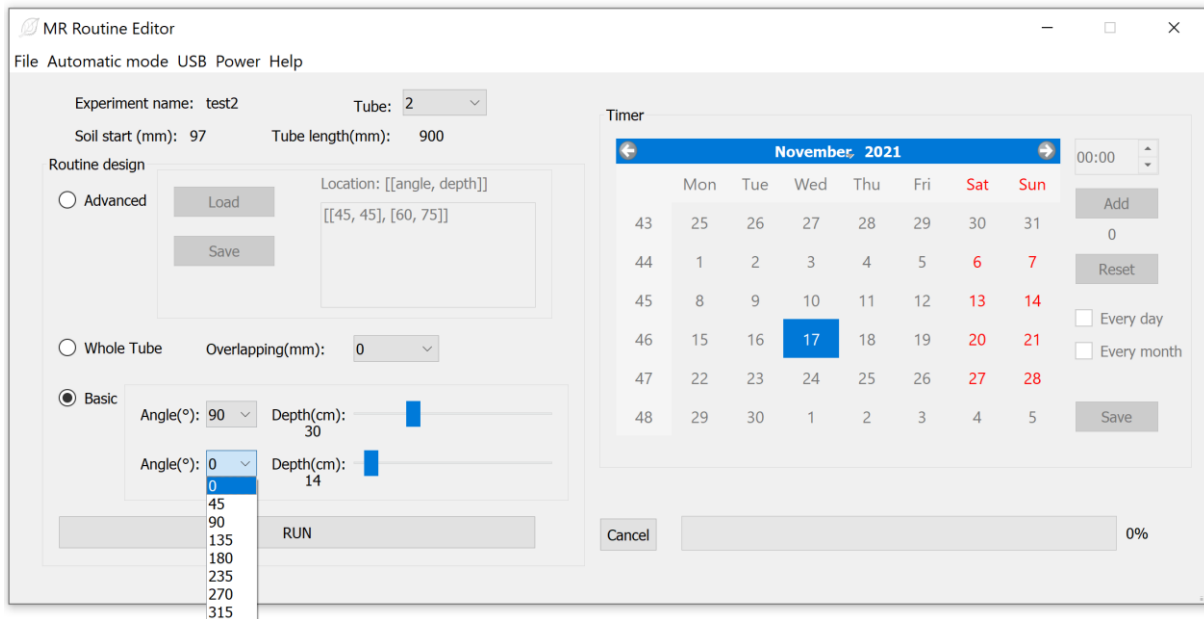 MR Routine Editor
File Automatic mode USB Power Help
Experiment name: test2 Tube: 2
Soil start (mm): 97 Tube length(mm): 900
Routine design
Advanced
Load
Save
Location: [[angle, depth]]
[[45, 45], [60, 75]]
Whole Tube Overlapping(mm): 0
Basic
Angle(°): 90 Depth(cm):
30
Angle(°): 0 Depth(cm):
14
0
45
90
135
180
235
270
315
RUN
Timer
November, 2021
Mon Tue Wed Thu Fri Sat Sun
43 25 26 27 28 29 30 31
44 1 2 3 4 5 6 7
45 8 9 10 11 12 13 14
46 15 16 17 18 19 20 21
47 22 23 24 25 26 27 28
48 29 30 1 2 3 4 5
00:00
Add
0
Reset
Every day
Every month
Save
Cancel 0%